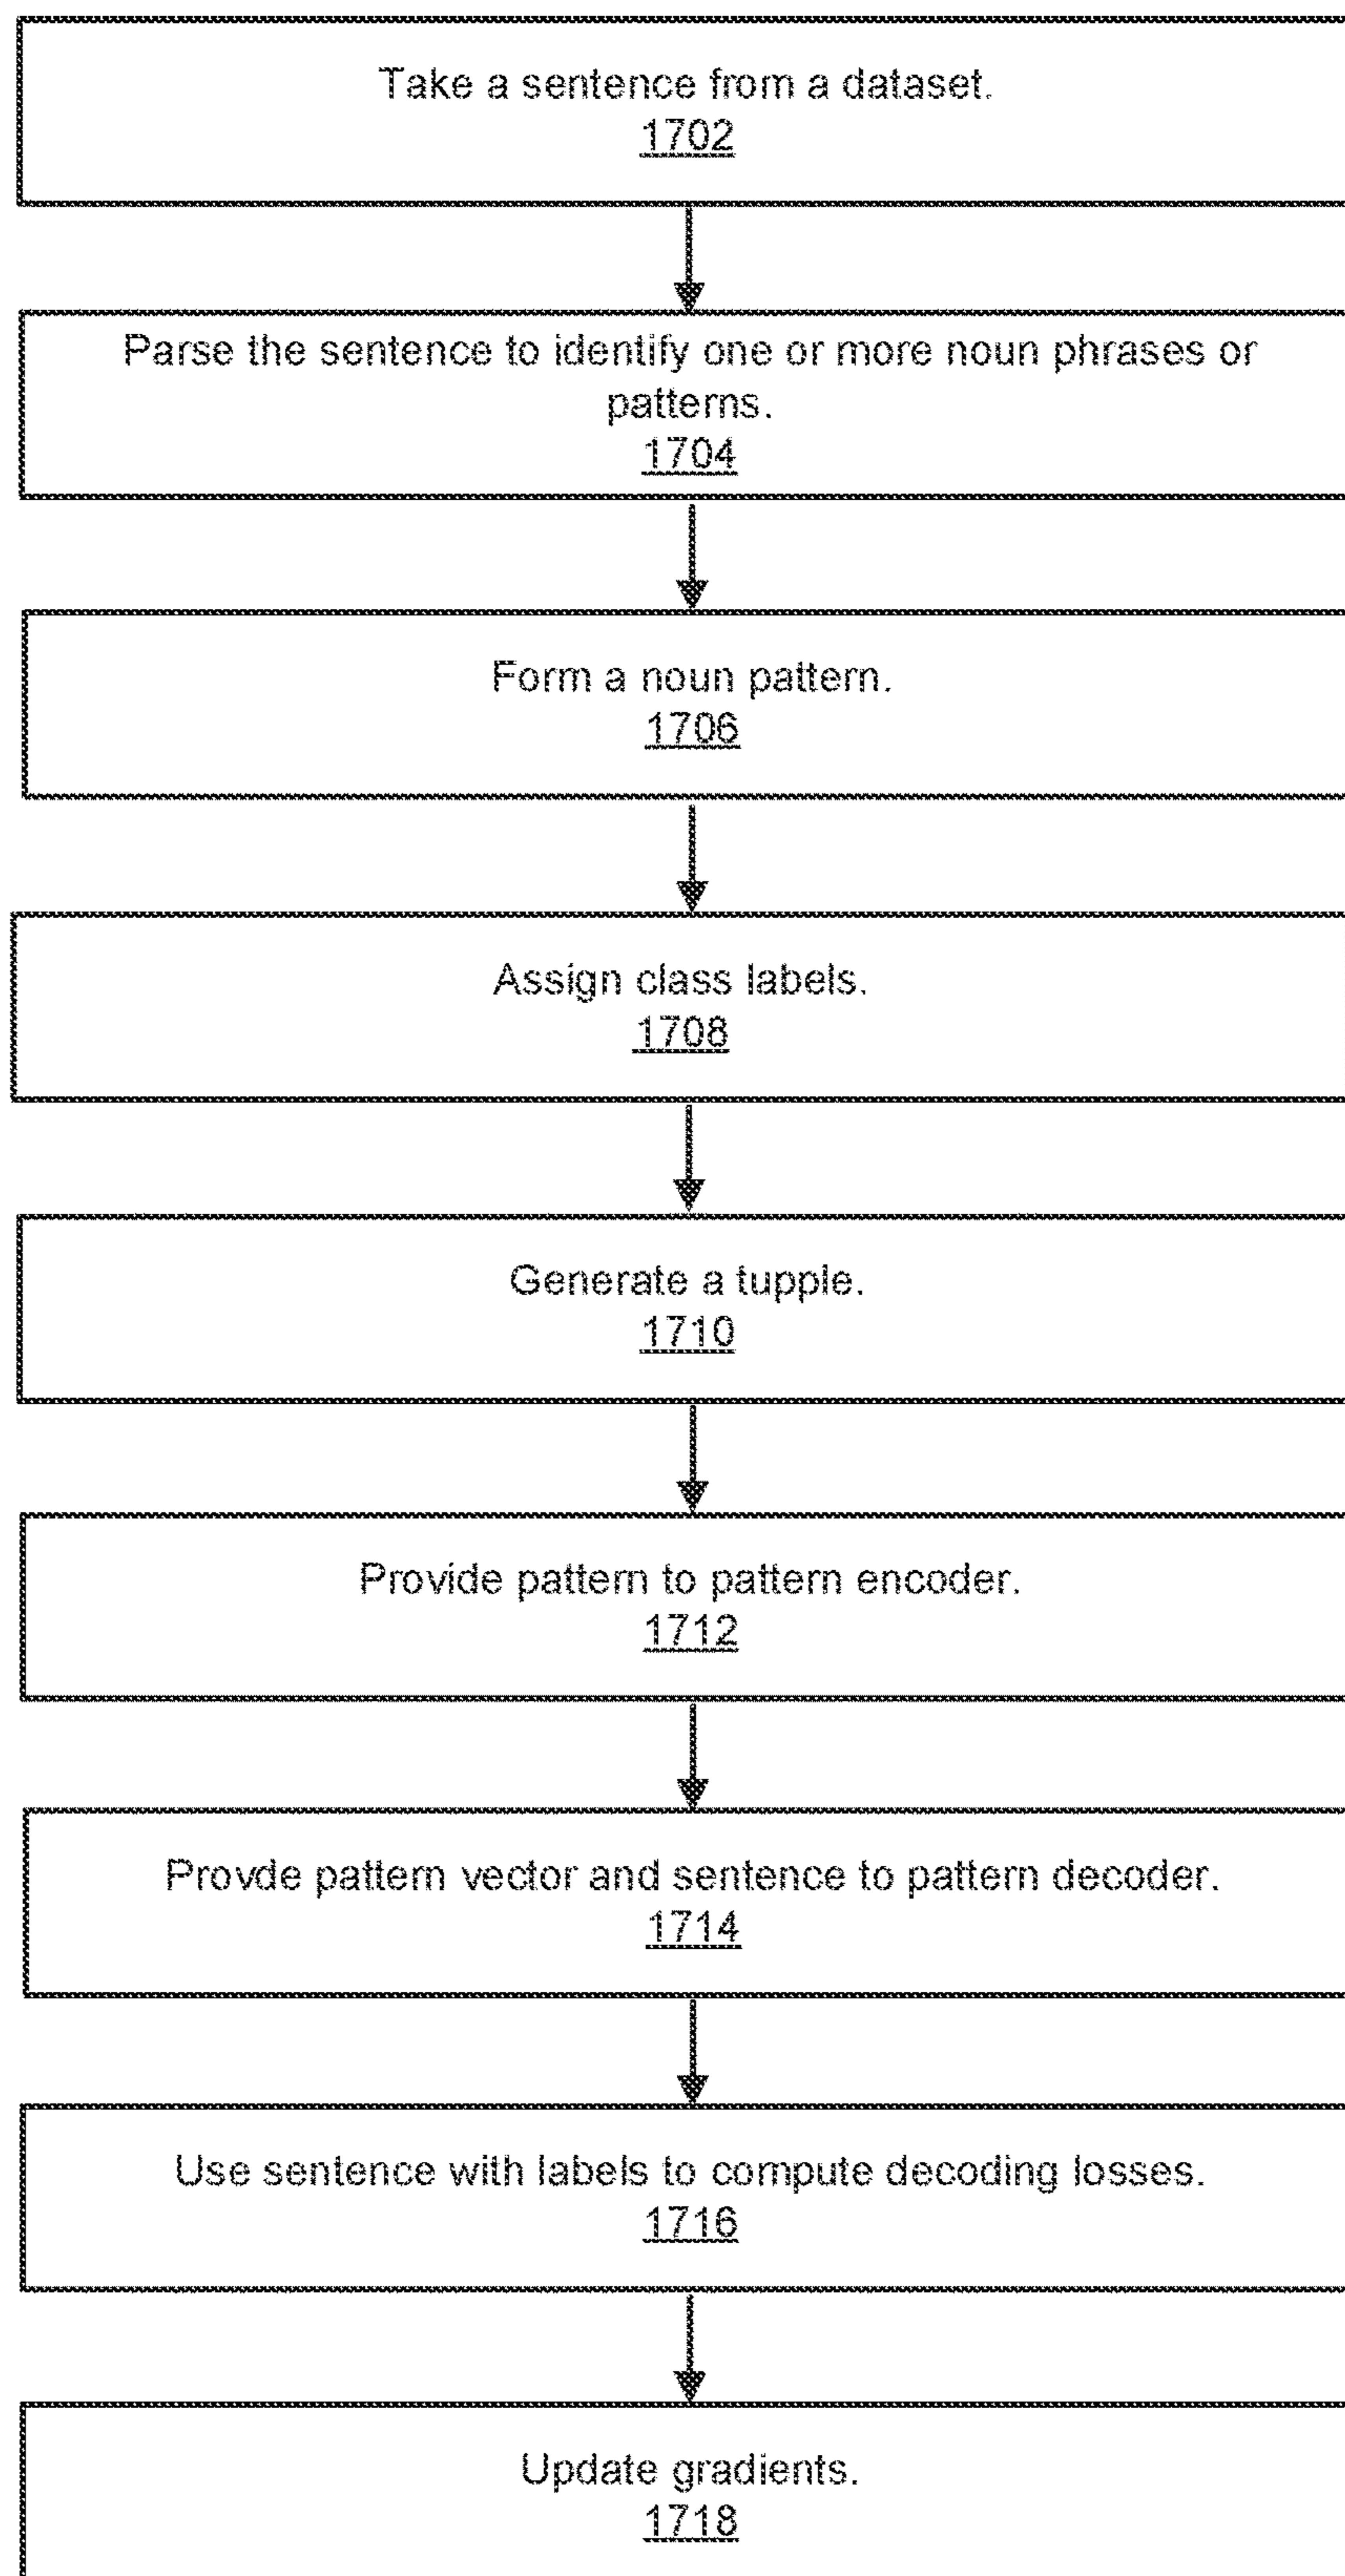 Take a sentence from a dataset.
1702
Parse the sentence to identify one or more noun phrases or
patterns.
1704
Form a noun pattern.
1706
Assign class labels.
1708
Generate a tupple.
1710
Provide pattern to pattern encoder.
1712
Provde pattern vector and sentence to pattern decoder.
1714
Use sentence with labels to compute decoding losses.
1716
Update gradients.
1718